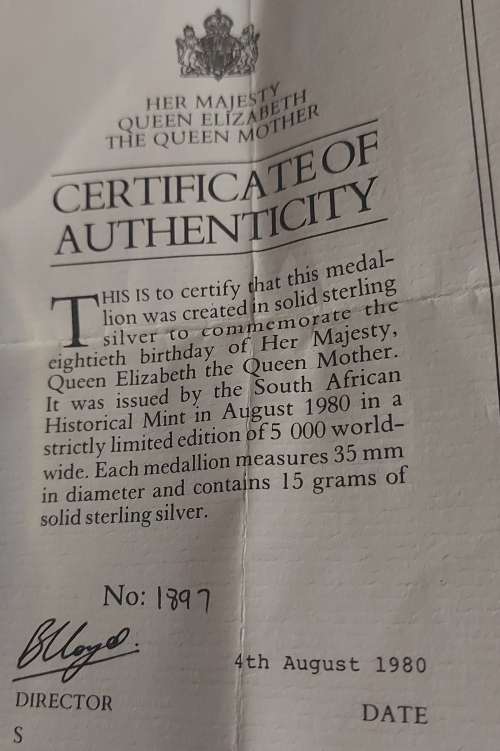 HER MAJESTY
QUEEN ELIZABETH
THE QUEEN MOTHER
CERTIFICATE OF
AUTHENTICITY
THIS IS to certify that this medal-
lion was created in solid sterling
silver to commemorate the
eightieth birthday of Her Majesty,
Queen Elizabeth the Queen Mother.
It was issued by the South African
Historical Mint in August 1980 in a
strictly limited edition of 5 000 world-
wide. Each medallion measures 35 mm
in diameter and contains 15 grams of
solid sterling silver.
No: 1897
BLloyd.
4th August 1980
DIRECTOR
DATE
S